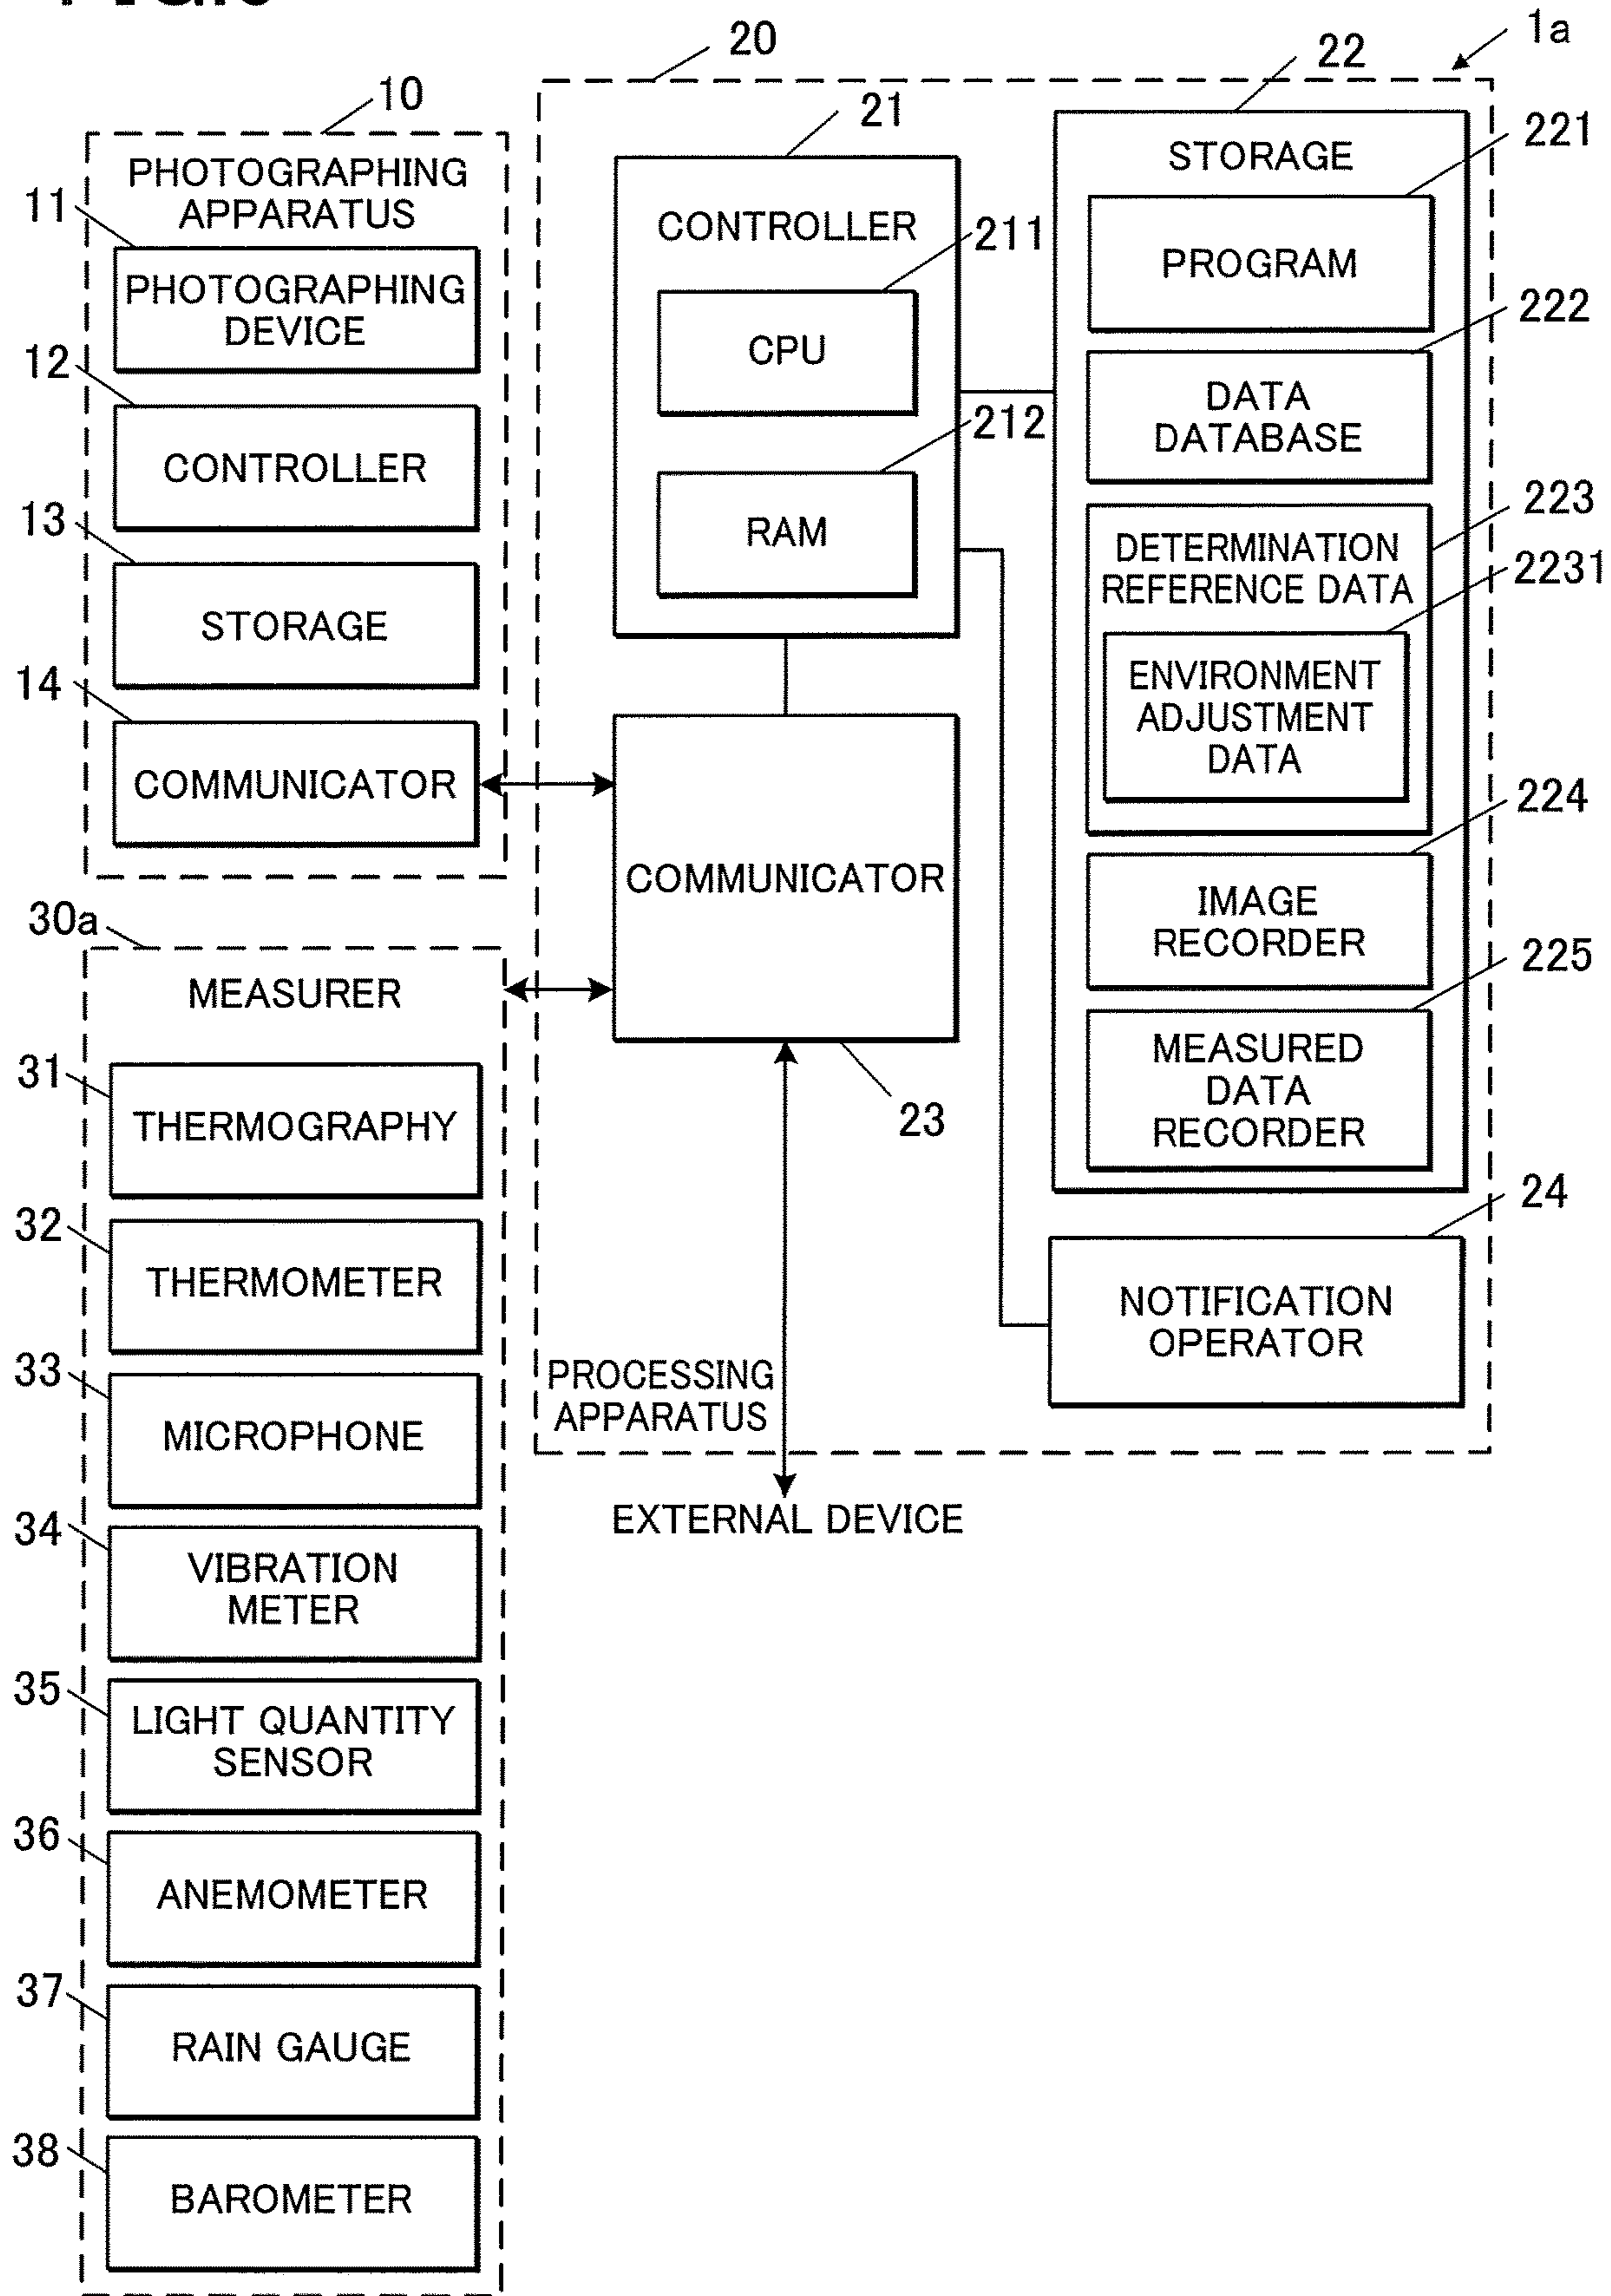 1a
20
10
PHOTOGRAPHING
APPARATUS
11
PHOTOGRAPHING
DEVICE
12
CONTROLLER
13
STORAGE
14
COMMUNICATOR
30a
MEASURER
31
THERMOGRAPHY
32
THERMOMETER
33
MICROPHONE
34
VIBRATION
METER
35
LIGHT QUANTITY
SENSOR
36
ANEMOMETER
37
RAIN GAUGE
38
BAROMETER
21
CONTROLLER
211
CPU
212
RAM
COMMUNICATOR
23
PROCESSING
APPARATUS
EXTERNAL DEVICE
22
STORAGE
221
PROGRAM
222
DATA
DATABASE
223
DETERMINATION
REFERENCE DATA
2231
ENVIRONMENT
ADJUSTMENT
DATA
224
IMAGE
RECORDER
225
MEASURED
DATA
RECORDER
24
NOTIFICATION
OPERATOR